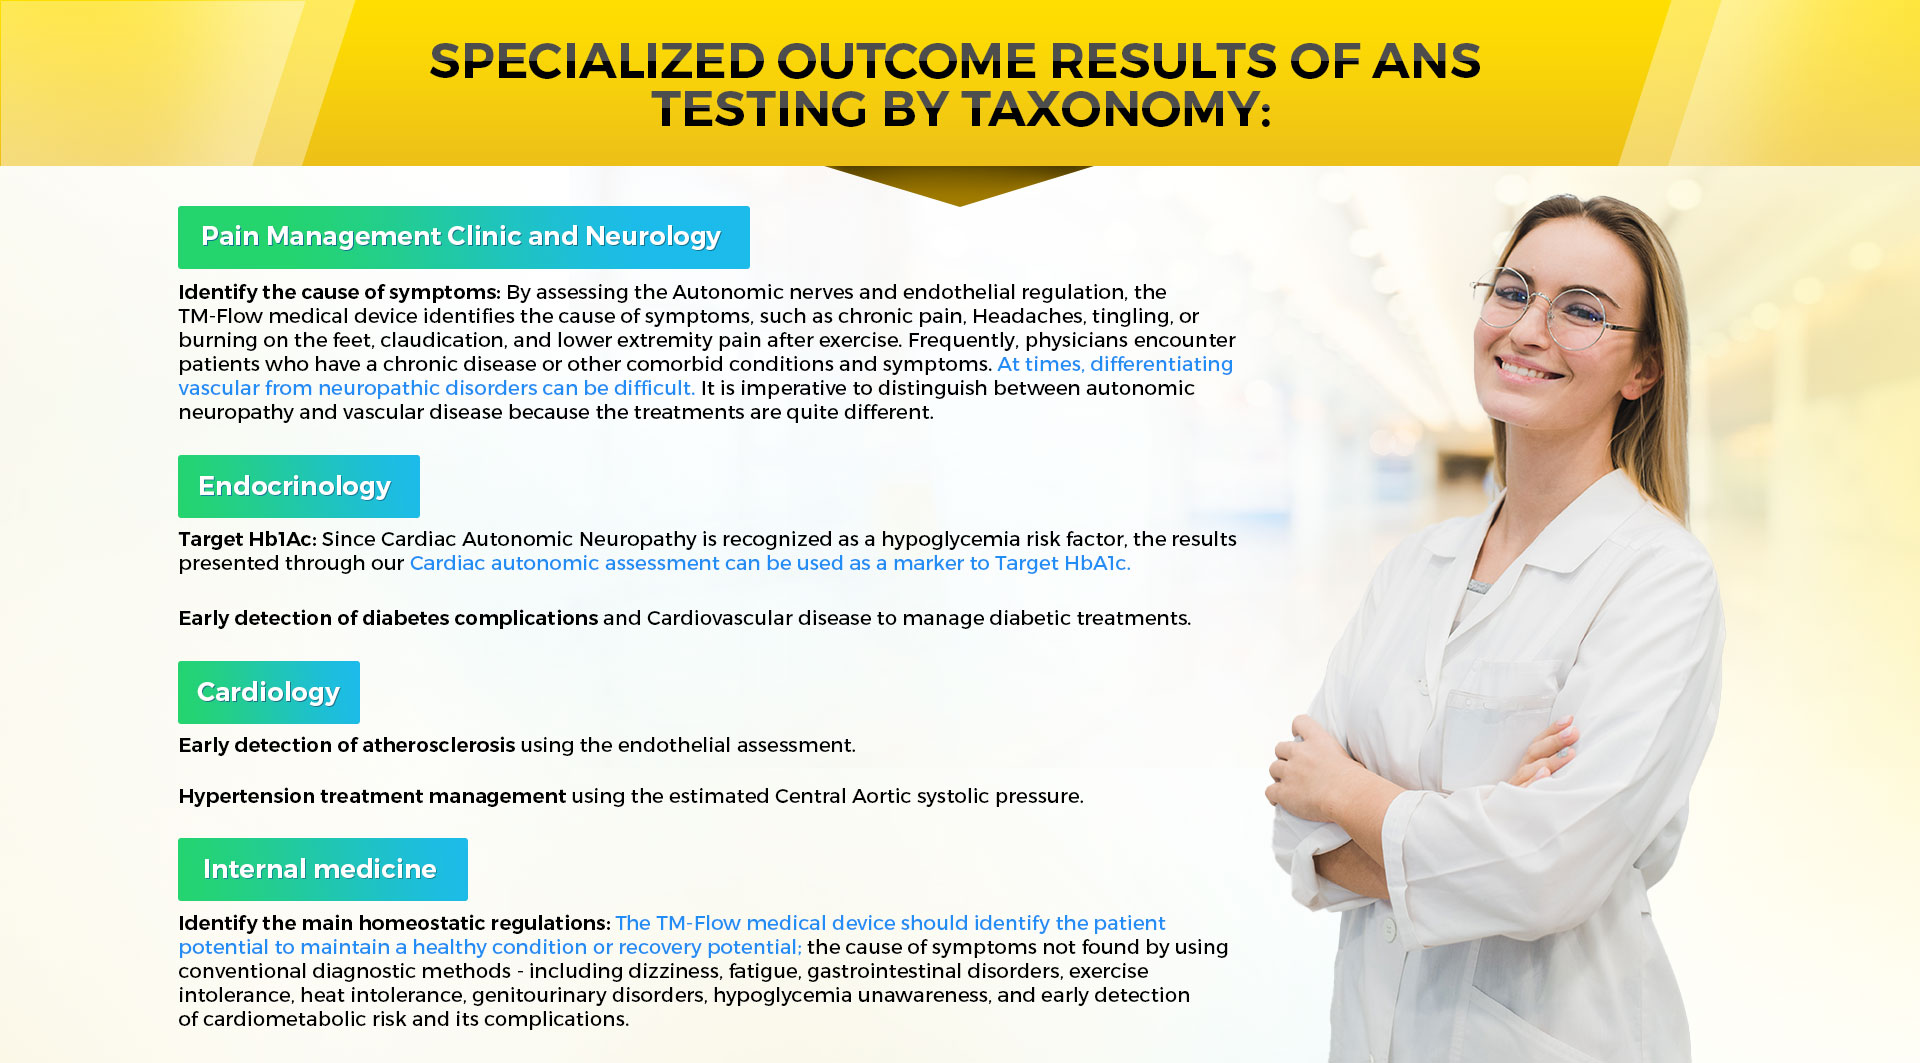 SPECIALIZED OUTCOME RESULTS OF ANS
TESTING BY TAXONOMY:
Pain Management Clinic and Neurology
Identify the cause of symptoms: By assessing the Autonomic nerves and endothelial regulation, the
TM-Flow medical device identifies the cause of symptoms, such as chronic pain, Headaches, tingling, or
burning on the feet, claudication, and lower extremity pain after exercise. Frequently, physicians encounter
patients who have a chronic disease or other comorbid conditions and symptoms. At times, differentiating
vascular from neuropathic disorders can be difficult. It is imperative to distinguish between autonomic
neuropathy and vascular disease because the treatments are quite different.
Endocrinology
Target Hb1Ac: Since Cardiac Autonomic Neuropathy is recognized as a hypoglycemia risk factor, the results
presented through our Cardiac autonomic assessment can be used as a marker to Target HbA1c.
Early detection of diabetes complications and Cardiovascular disease to manage diabetic treatments.
Cardiology
Early detection of atherosclerosis using the endothelial assessment.
Hypertension treatment management using the estimated Central Aortic systolic pressure.
Internal medicine
Identify the main homeostatic regulations: The TM-Flow medical device should identify the patient
potential to maintain a healthy condition or recovery potential; the cause of symptoms not found by using
conventional diagnostic methods - including dizziness, fatigue, gastrointestinal disorders, exercise
intolerance, heat intolerance, genitourinary disorders, hypoglycemia unawareness, and early detection
of cardiometabolic risk and its complications.